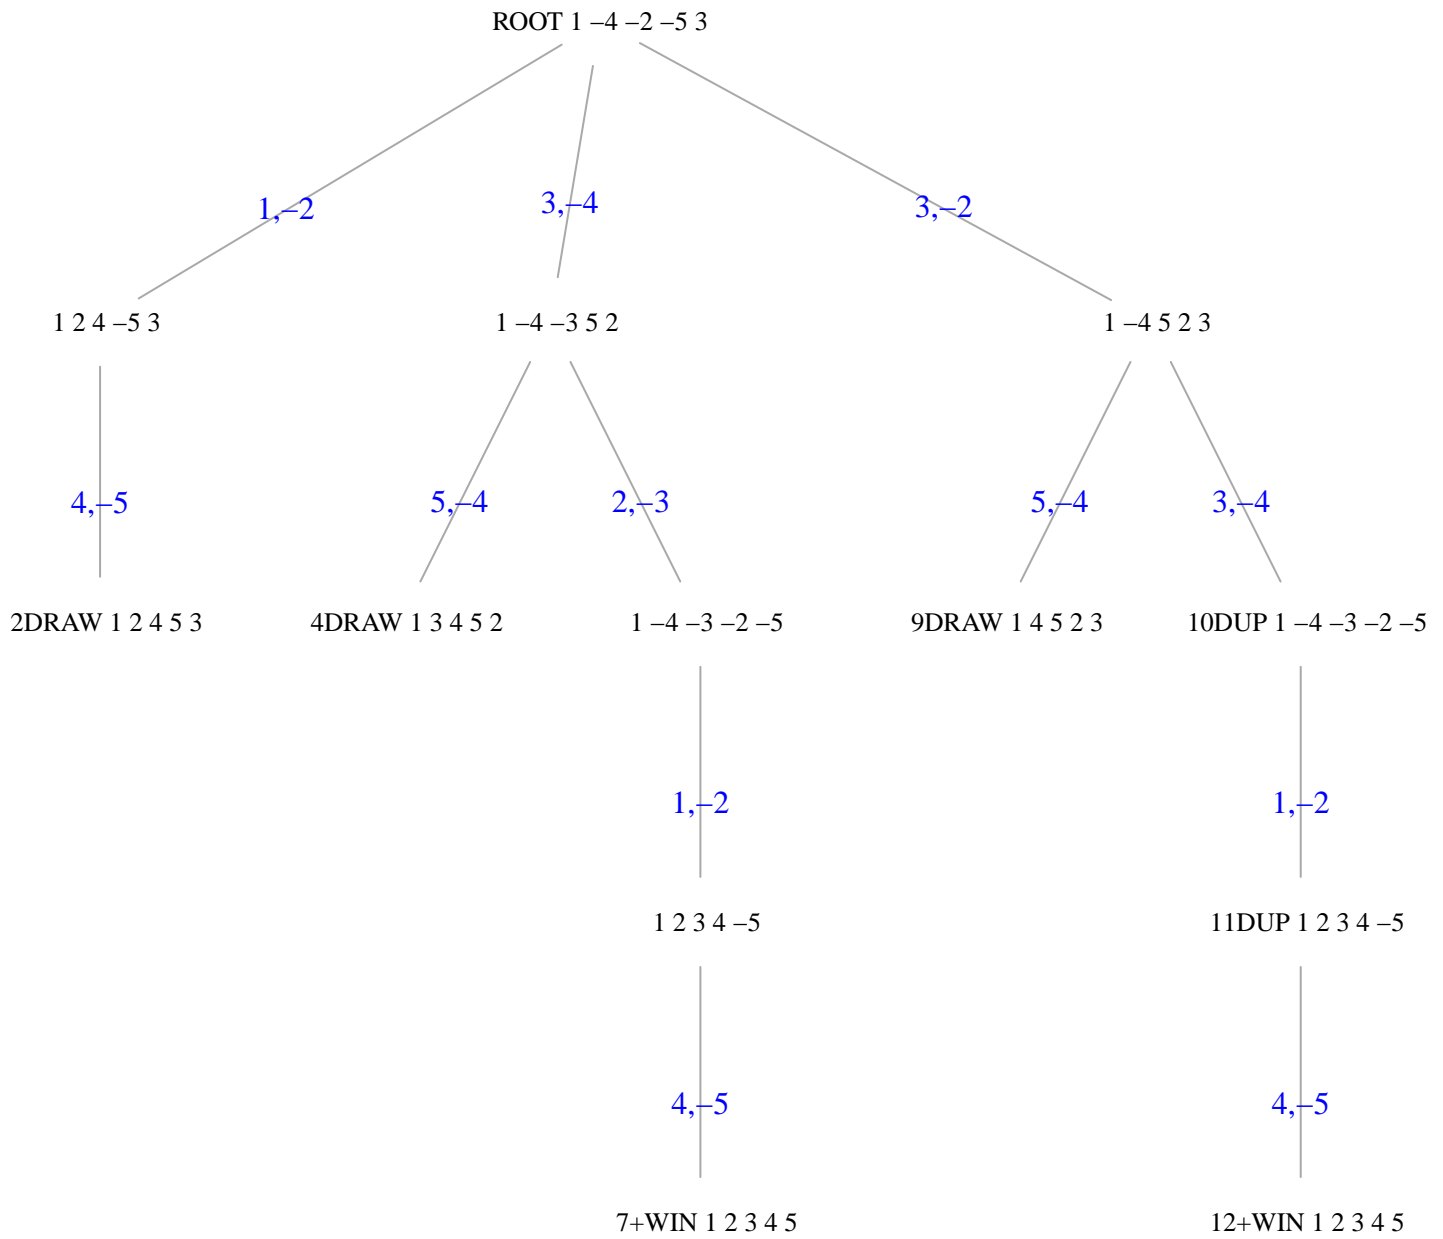 ROOT 1 –4 –2 –5 3
1,–2
3,–4
3,–2
1 2 4 –5 3
1 –4 –3 5 2
1 –4 5 2 3
4,–5
5,–4
2,–3
5,–4
3,–4
2DRAW 1 2 4 5 3
4DRAW 1 3 4 5 2
1 –4 –3 –2 –5
9DRAW 1 4 5 2 3
10DUP 1 –4 –3 –2 –5
1,–2
1,–2
1 2 3 4 –5
11DUP 1 2 3 4 –5
4,–5
4,–5
7+WIN 1 2 3 4 5
12+WIN 1 2 3 4 5